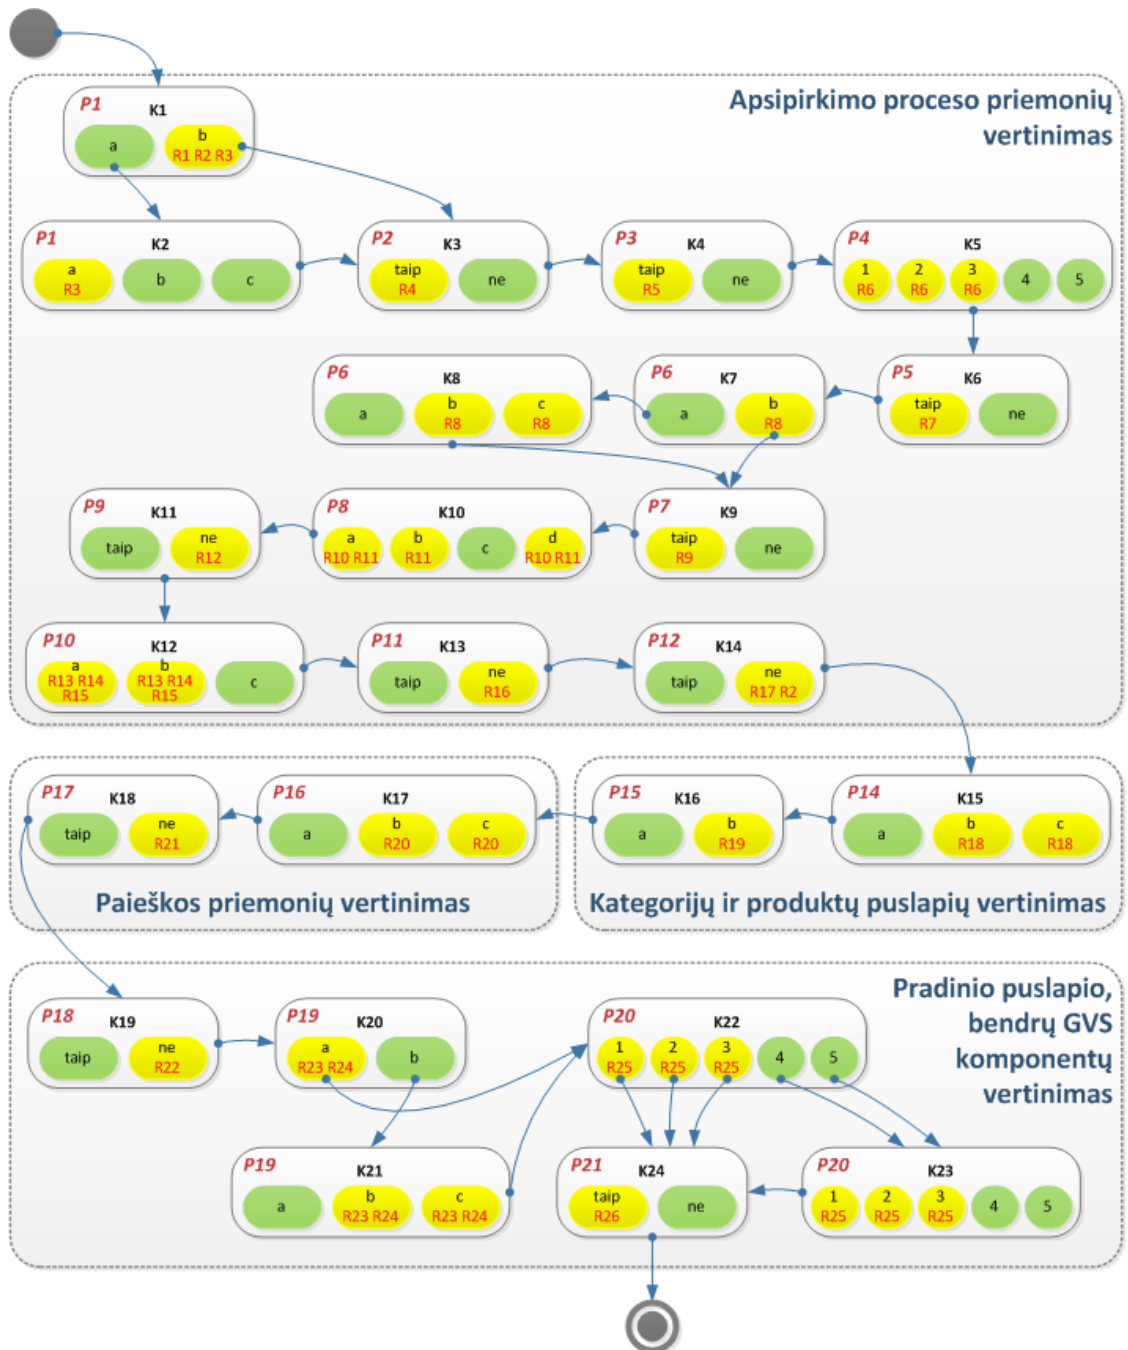 Apsipirkimo proceso priemonių
vertinimas
P1 K1
a
b
R1 R2 R3
P1 K2
a
R3
b
c
P2 K3
taip
R4
ne
P3 K4
taip
R5
ne
P4 K5
1
R6
2
R6
3
R6
4
5
P6 K8
a
b
R8
c
R8
P6 K7
a
b
R8
P5 K6
taip
R7
ne
P9 K11
taip
ne
R12
P8 K10
a
R10 R11
b
R11
c
d
R10 R11
P7 K9
taip
R9
ne
P10 K12
a
R13 R14
R15
b
R13 R14
R15
c
P11 K13
taip
ne
R16
P12 K14
taip
ne
R17 R2
P17 K18
taip
ne
R21
P16 K17
a
b
R20
c
R20
Paieškos priemonių vertinimas
P15 K16
a
b
R19
P14 K15
a
b
R18
c
R18
Kategorijų ir produktų puslapių vertinimas
Pradinio puslapio,
bendrų GVS
komponentų
vertinimas
P18 K19
taip
ne
R22
P19 K20
a
R23 R24
b
P20 K22
1
R25
2
R25
3
R25
4
5
P19 K21
a
b
R23 R24
c
R23 R24
P21 K24
taip
R26
ne
P20 K23
1
R25
2
R25
3
R25
4
5